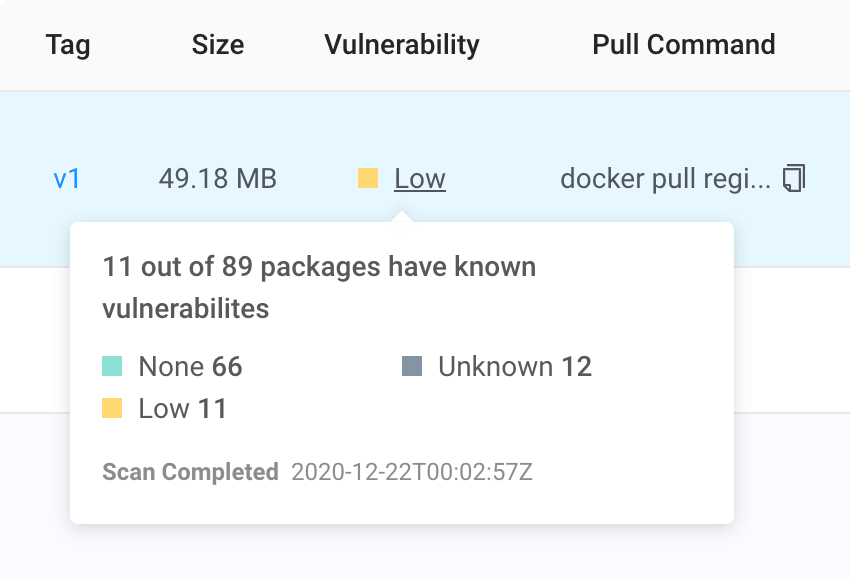 Tag Size Vulnerability Pull Command
v1 49.18 MB Low docker pull regi...
11 out of 89 packages have known
vulnerabilites
None 66 Unknown 12
Low 11
Scan Completed 2020-12-22T00:02:57Z